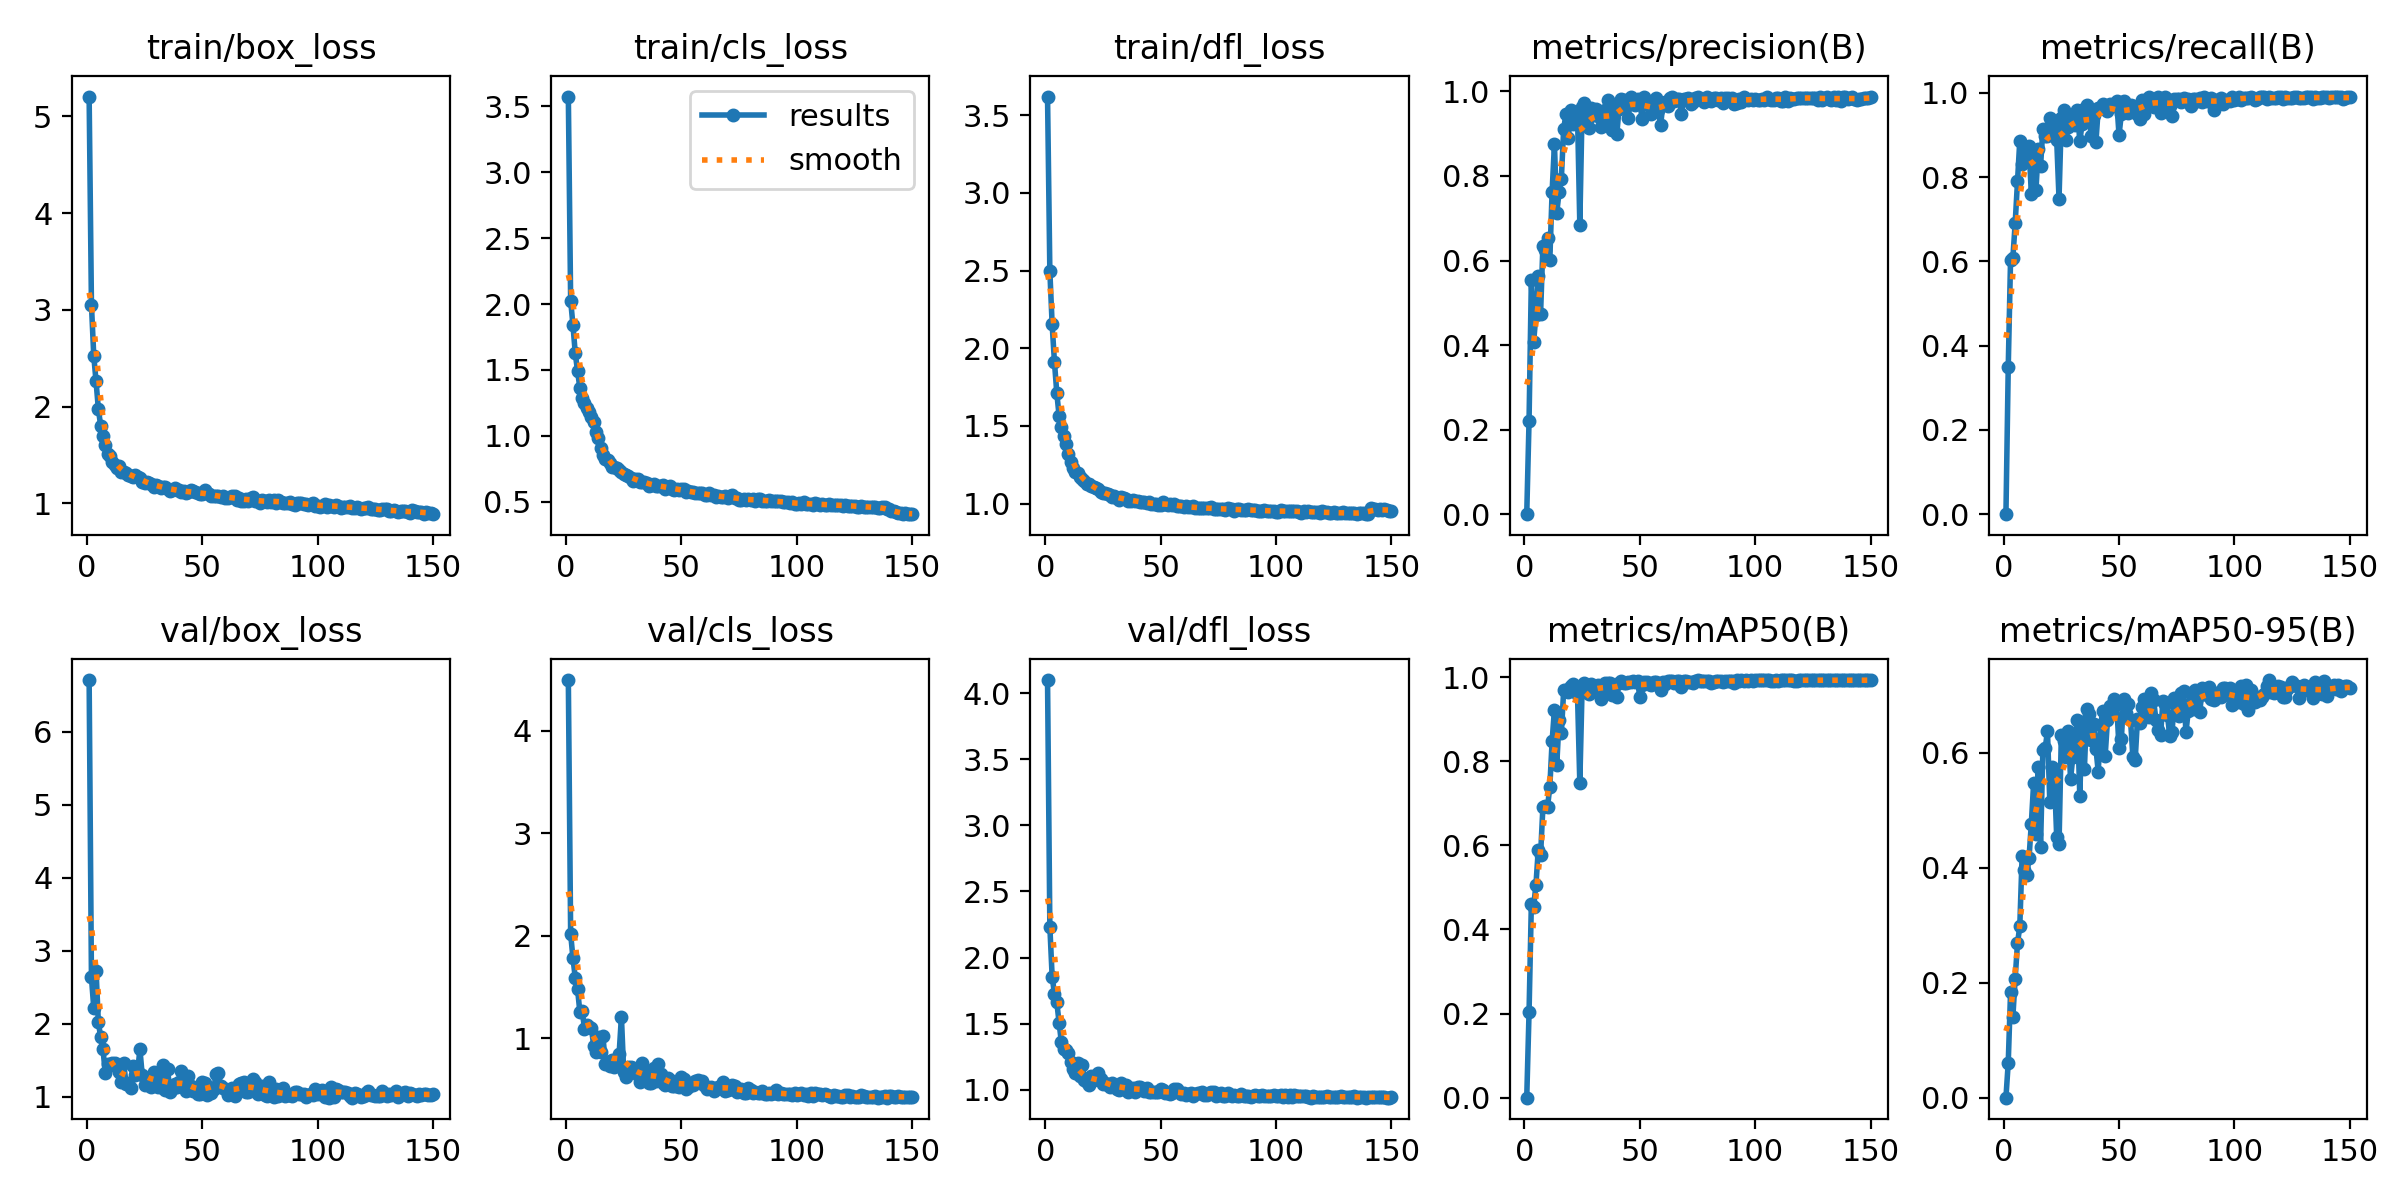 train/box_loss
5
4
3
2
1
0 50 100 150
train/cls_loss
results
smooth
3.5
3.0
2.5
2.0
1.5
1.0
0.5
0 50 100 150
train/dfl_loss
3.5
3.0
2.5
2.0
1.5
1.0
0 50 100 150
metrics/precision(B)
1.0
0.8
0.6
0.4
0.2
0.0
0 50 100 150
metrics/recall(B)
1.0
0.8
0.6
0.4
0.2
0.0
0 50 100 150
val/box_loss
6
5
4
3
2
1
0 50 100 150
val/cls_loss
4
3
2
1
0 50 100 150
val/dfl_loss
4.0
3.5
3.0
2.5
2.0
1.5
1.0
0 50 100 150
metrics/mAP50(B)
1.0
0.8
0.6
0.4
0.2
0.0
0 50 100 150
metrics/mAP50-95(B)
0.6
0.4
0.2
0.0
0 50 100 150